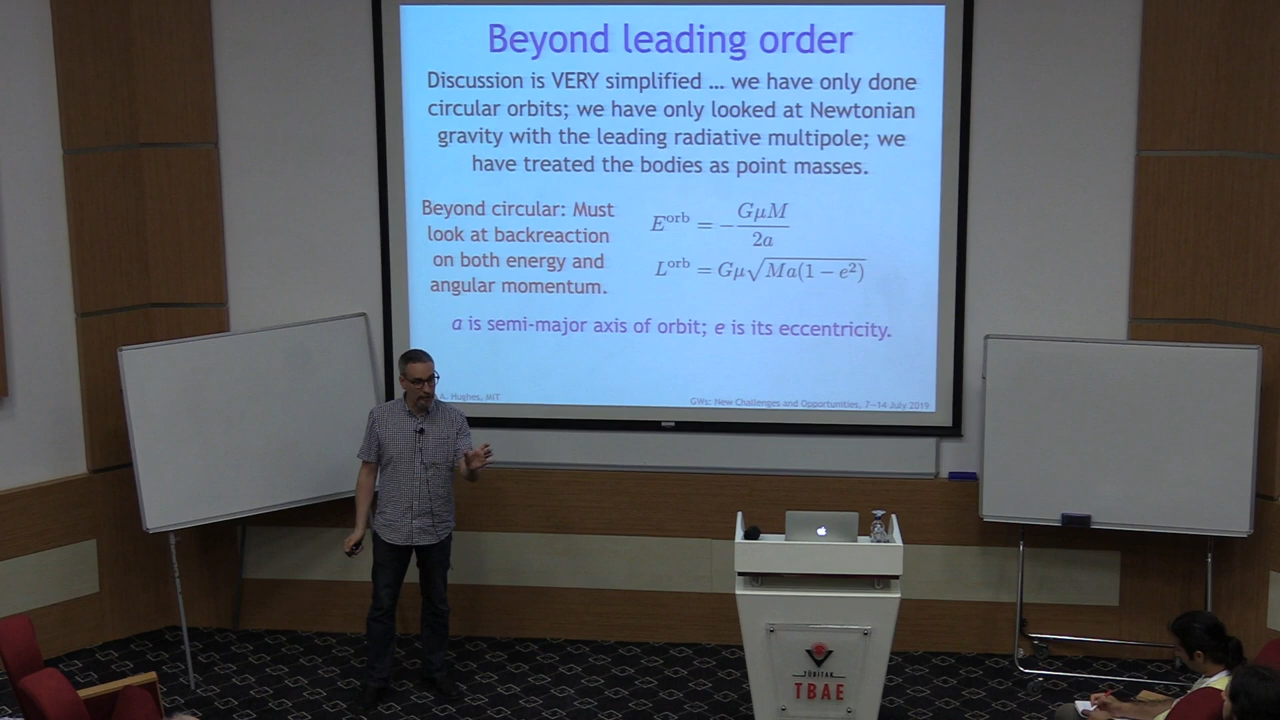 Beyond leading order
Discussion is VERY simplified … we have only done
circular orbits; we have only looked at Newtonian
gravity with the leading radiative multipole; we
have treated the bodies as point masses.
Beyond circular: Must
look at backreaction
on both energy and
angular momentum.
E^orb = −GμM/2a
L^orb = Gμ√Ma(1 − e²)
a is semi-major axis of orbit; e is its eccentricity.
A. Hughes, MIT
GWs: New Challenges and Opportunities, 7–14 July 2019
TÜBİTAK
TBAE